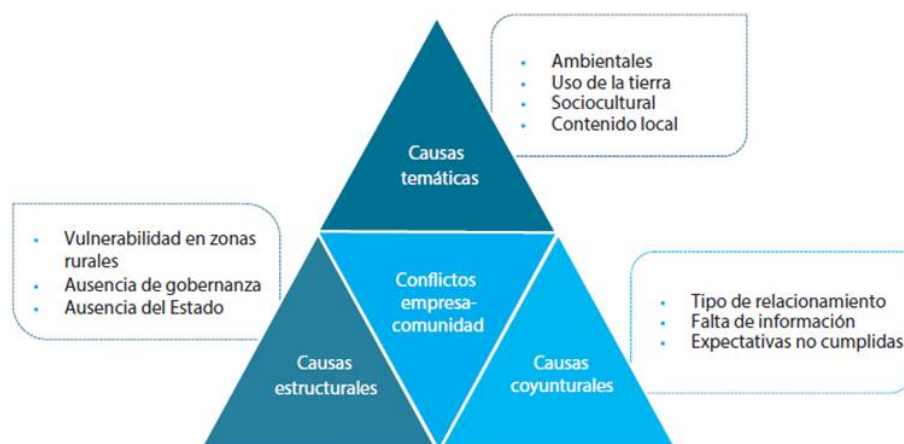 • Ambientales
• Uso de la tierra
• Sociocultural
• Contenido local
Causas
temáticas
• Vulnerabilidad en zonas
rurales
• Ausencia de gobernanza
• Ausencia del Estado
Conflictos
empresa-
comunidad
• Tipo de relacionamiento
• Falta de información
• Expectativas no cumplidas
Causas
estructurales
Causas
coyunturales